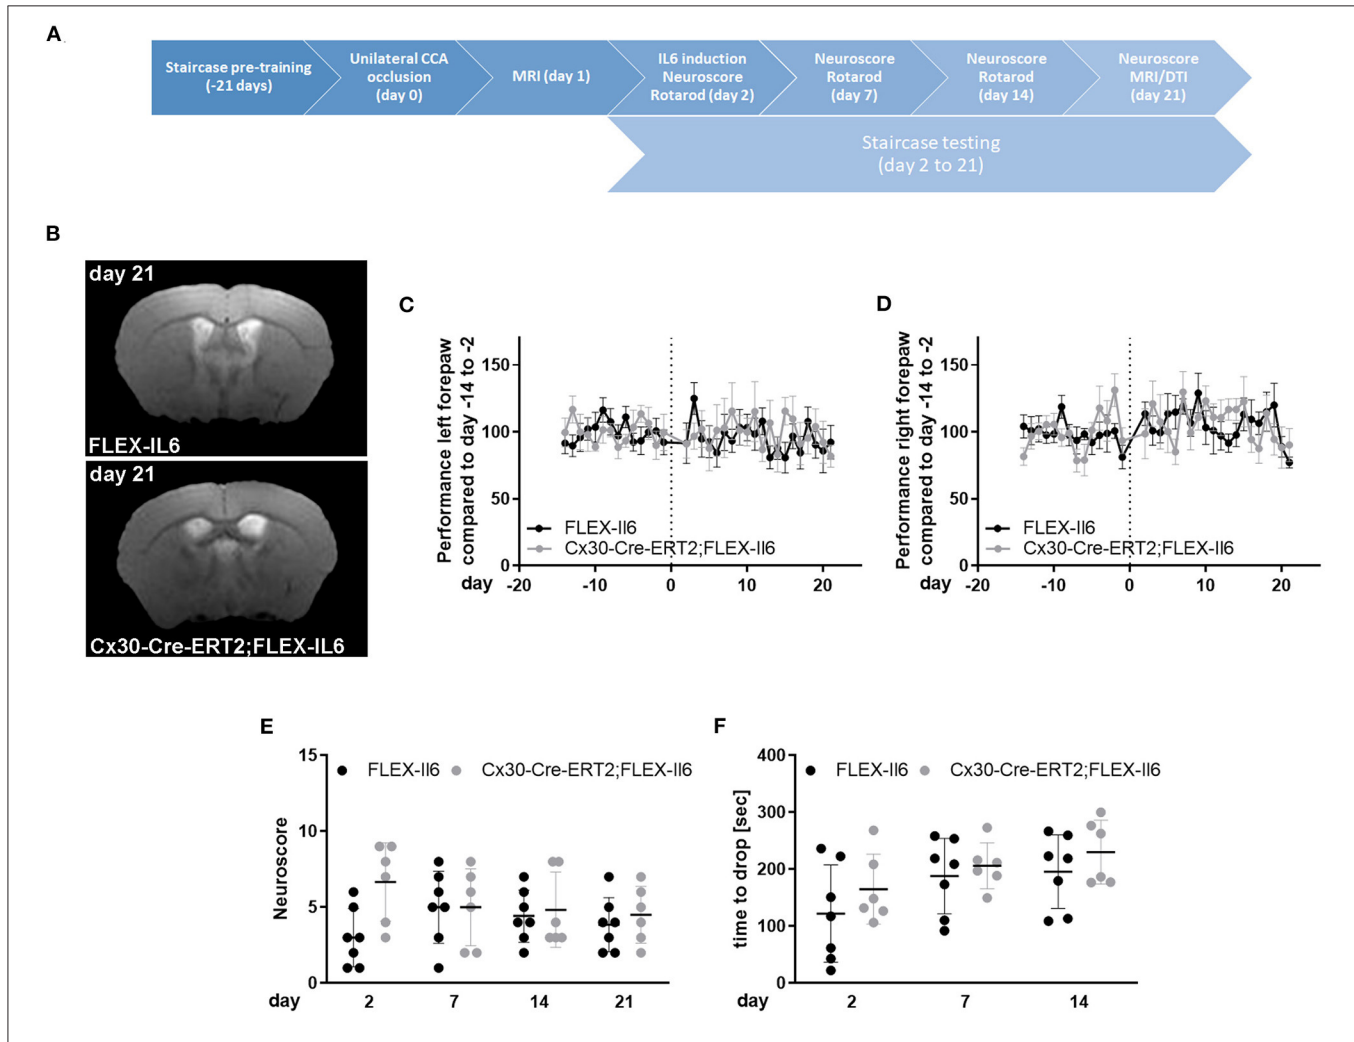 A
Staircase pre-training
(-21 days)
Unilateral CCA
occlusion
(day 0)
MRI (day 1)
IL6 induction
Neuroscore
Rotarod (day 2)
Neuroscore
Rotarod
(day 7)
Neuroscore
Rotarod
(day 14)
Neuroscore
MRI/DTI
(day 21)
Staircase testing
(day 2 to 21)
B
day 21
FLEX-IL6
day 21
Cx30-Cre-ERT2;FLEX-IL6
C
Performance left forepaw
compared to day -14 to -2
150
100
50
0
FLEX-Il6
Cx30-Cre-ERT2;FLEX-Il6
day
-20 -10 0 10 20
D
Performance right forepaw
compared to day -14 to -2
150
100
50
0
FLEX-Il6
Cx30-Cre-ERT2;FLEX-Il6
day
-20 -10 0 10 20
E
Neuroscore
15
10
5
0
FLEX-Il6 Cx30-Cre-ERT2;FLEX-Il6
day 2 7 14 21
F
time to drop [sec]
400
300
200
100
0
FLEX-Il6 Cx30-Cre-ERT2;FLEX-Il6
day 2 7 14